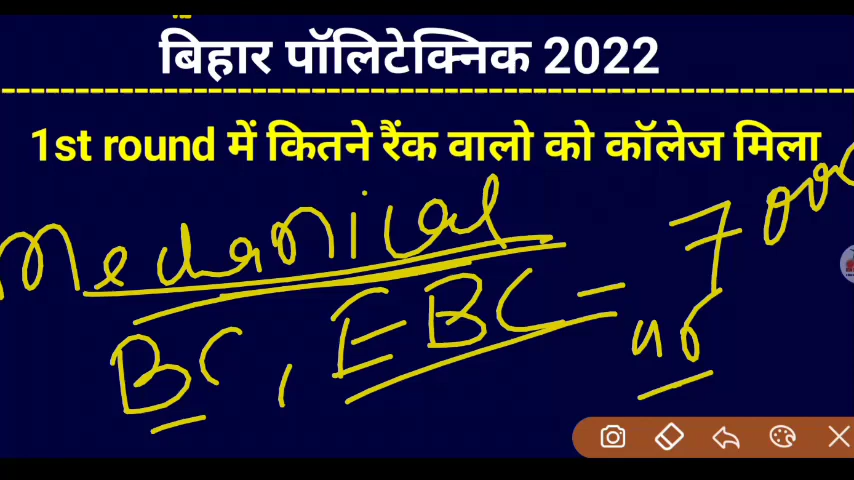 बिहार पॉलिटेक्निक 2022
1st round में कितने रैंक वालो को कॉलेज मिला
Mechanical
BC, EBC = 7000